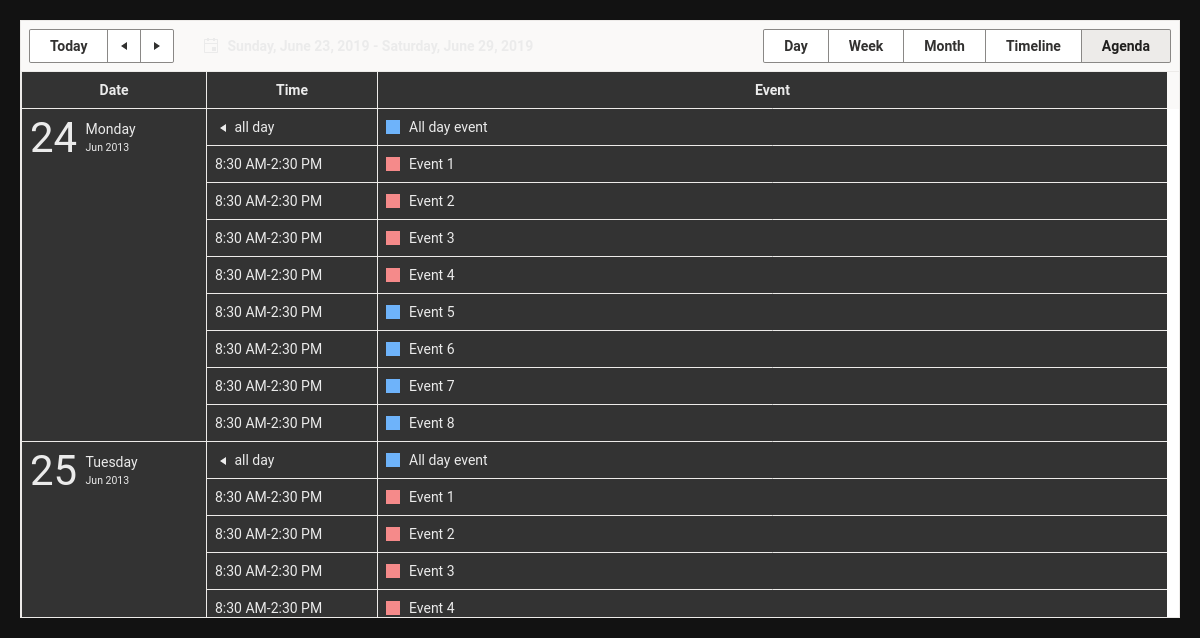 Today Sunday, June 23, 2019 - Saturday, June 29, 2019 Day Week Month Timeline Agenda
Date Time Event
24 Monday Jun 2013 all day All day event
8:30 AM-2:30 PM Event 1
8:30 AM-2:30 PM Event 2
8:30 AM-2:30 PM Event 3
8:30 AM-2:30 PM Event 4
8:30 AM-2:30 PM Event 5
8:30 AM-2:30 PM Event 6
8:30 AM-2:30 PM Event 7
8:30 AM-2:30 PM Event 8
25 Tuesday Jun 2013 all day All day event
8:30 AM-2:30 PM Event 1
8:30 AM-2:30 PM Event 2
8:30 AM-2:30 PM Event 3
8:30 AM-2:30 PM Event 4